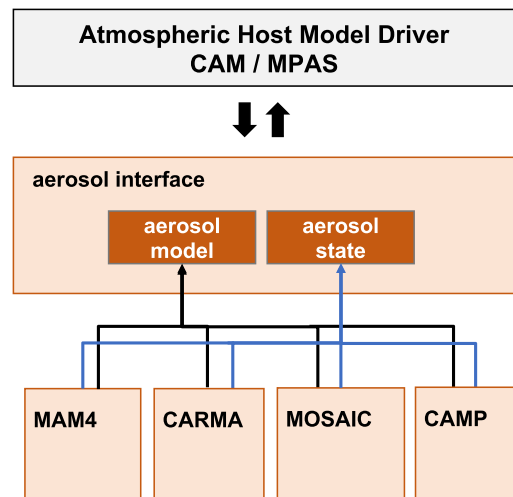 Atmospheric Host Model Driver
CAM / MPAS
aerosol interface
aerosol
model
aerosol
state
MAM4
CARMA
MOSAIC
CAMP